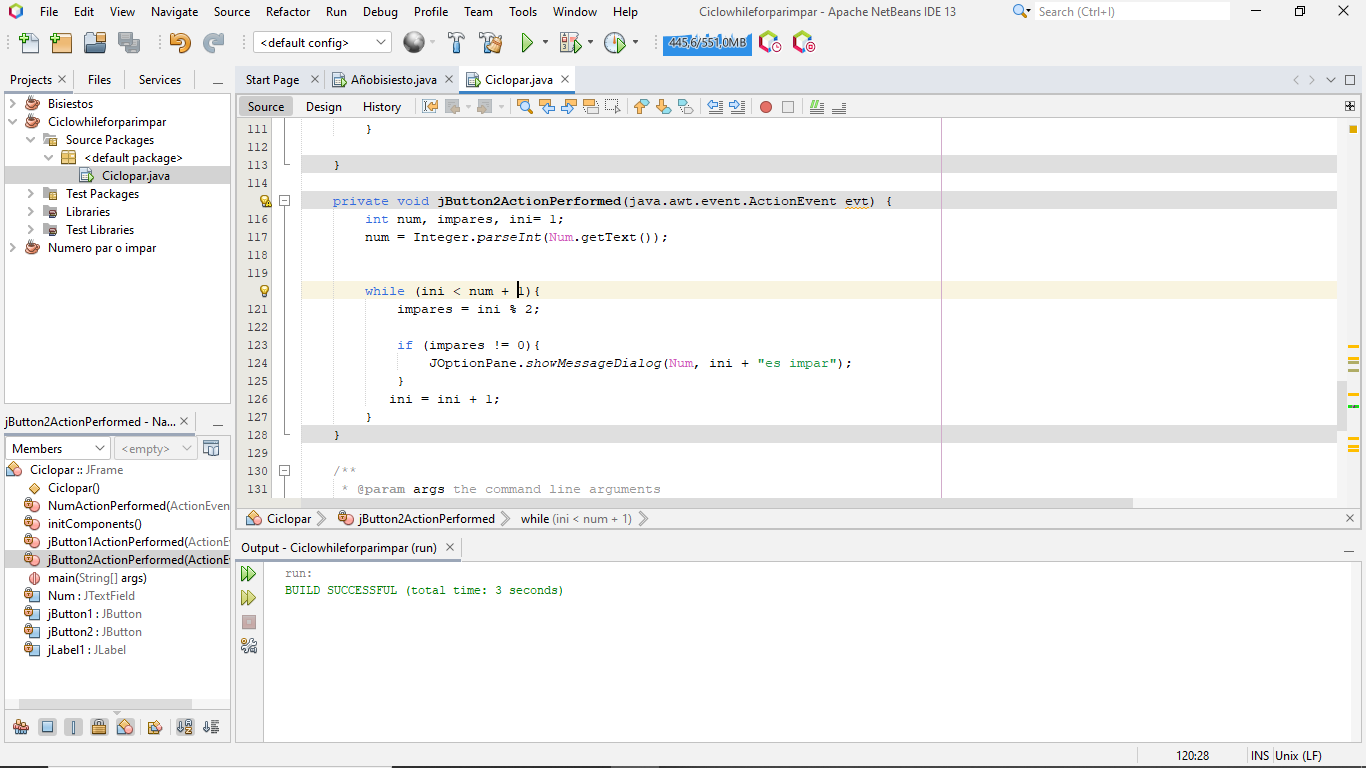 File Edit View Navigate Source Refactor Run Debug Profile Team Tools Window Help Ciclowhileforparimpar - Apache NetBeans IDE 13 Search (Ctrl+I)
<default config> 445,6/551,0MB
Projects Files Services
Start Page Añobisiesto.java Ciclopar.java
Bisiestos
Ciclowhileforparimpar
Source Packages
<default package>
Ciclopar.java
Test Packages
Libraries
Test Libraries
Numero par o impar
Source Design History
111 }
112
113 }
114
private void jButton2ActionPerformed(java.awt.event.ActionEvent evt) {
116 int num, impares, ini= 1;
117 num = Integer.parseInt(Num.getText());
118
119
while (ini < num + 1){
121 impares = ini % 2;
122
123 if (impares != 0){
124 JOptionPane.showMessageDialog(Num, ini + "es impar");
125 }
126 ini = ini + 1;
127 }
128 }
129
130 /**
131 * @param args the command line arguments
Ciclopar jButton2ActionPerformed while (ini < num + 1)
jButton2ActionPerformed - Na...
Members <empty>
Ciclopar :: JFrame
Ciclopar()
NumActionPerformed(ActionEven
initComponents()
jButton1ActionPerformed(ActionE
jButton2ActionPerformed(ActionE
main(String[] args)
Num : JTextField
jButton1 : JButton
jButton2 : JButton
jLabel1 : JLabel
Output - Ciclowhileforparimpar (run)
run:
BUILD SUCCESSFUL (total time: 3 seconds)
120:28 INS Unix (LF)